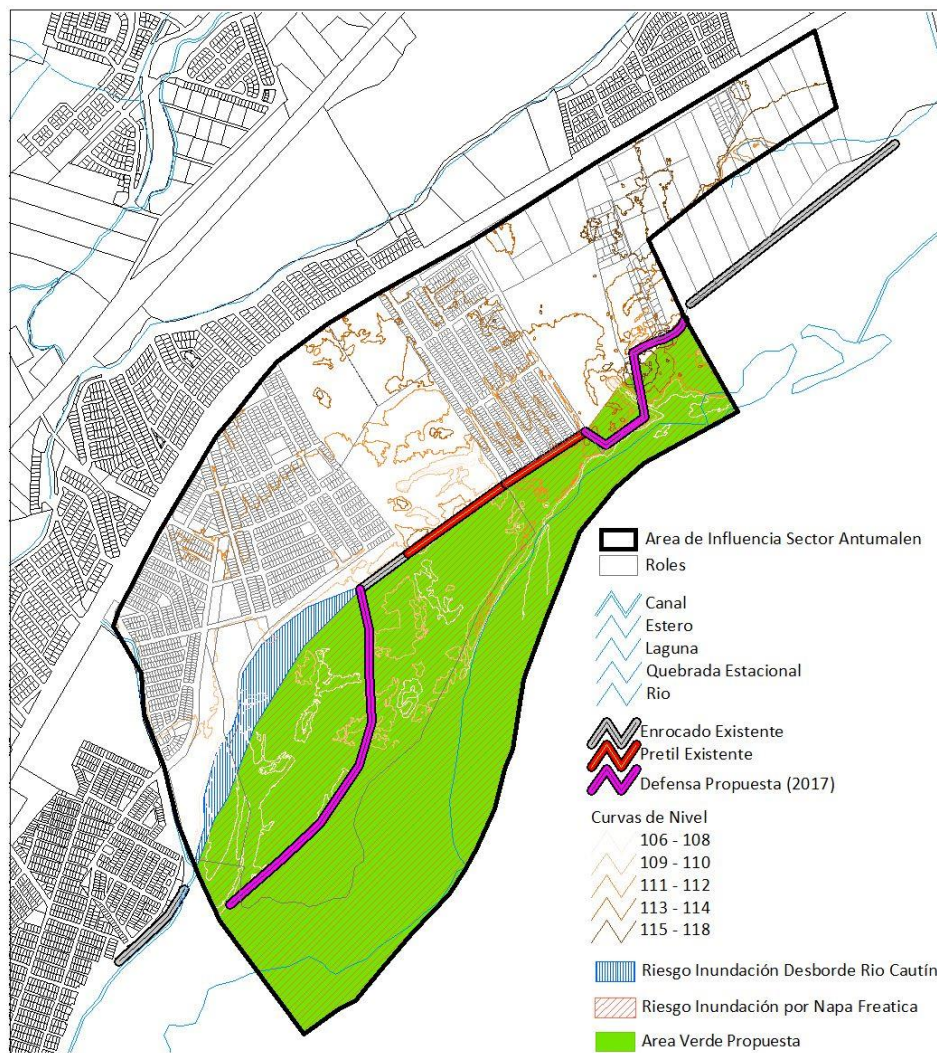 Area de Influencia Sector Antumalen
Roles
Canal
Estero
Laguna
Quebrada Estacional
Rio
Enrocado Existente
Pretil Existente
Defensa Propuesta (2017)
Curvas de Nivel
106 - 108
109 - 110
111 - 112
113 - 114
115 - 118
Riesgo Inundación Desborde Rio Cautín
Riesgo Inundación por Napa Freatica
Area Verde Propuesta